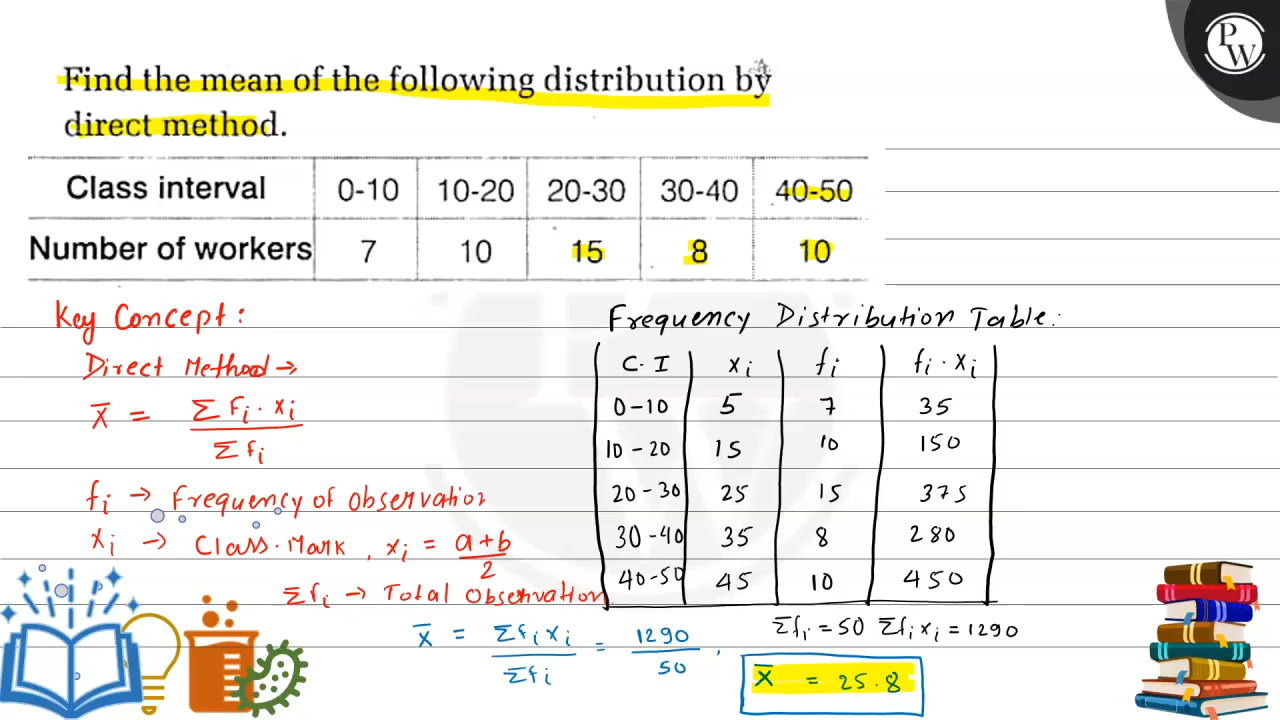 PW
Find the mean of the following distribution by
direct method.
Class interval 0-10 10-20 20-30 30-40 40-50
Number of workers 7 10 15 8 10
Key Concept:
Direct Method →
X̄ = Σ Fi · xi / Σ fi
fi → Frequency of Observation
xi → Class-Mark, xi = a+b / 2
Σfi → Total Observation
Frequency Distribution Table:
C.I xi fi fi · xi
0-10 5 7 35
10-20 15 10 150
20-30 25 15 375
30-40 35 8 280
40-50 45 10 450
Σfi = 50 Σfi xi = 1290
X̄ = Σfi xi / Σfi = 1290 / 50 .
X̄ = 25.8